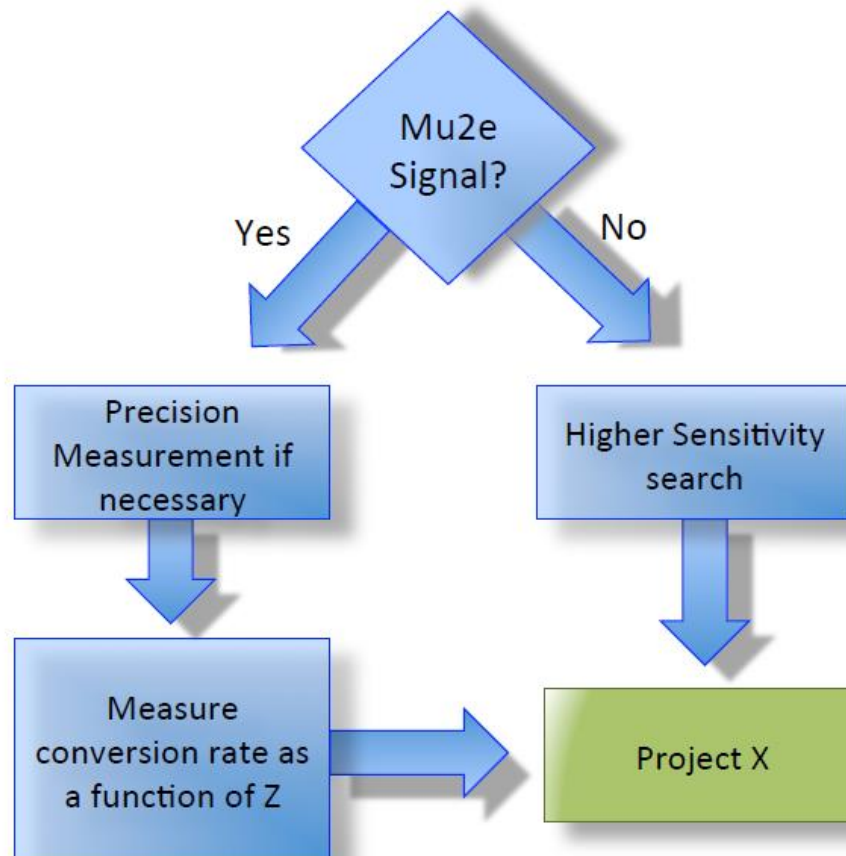 Mu2e
Signal?
Yes
No
Precision
Measurement if
necessary
Higher Sensitivity
search
Measure
conversion rate as
a function of Z
Project X